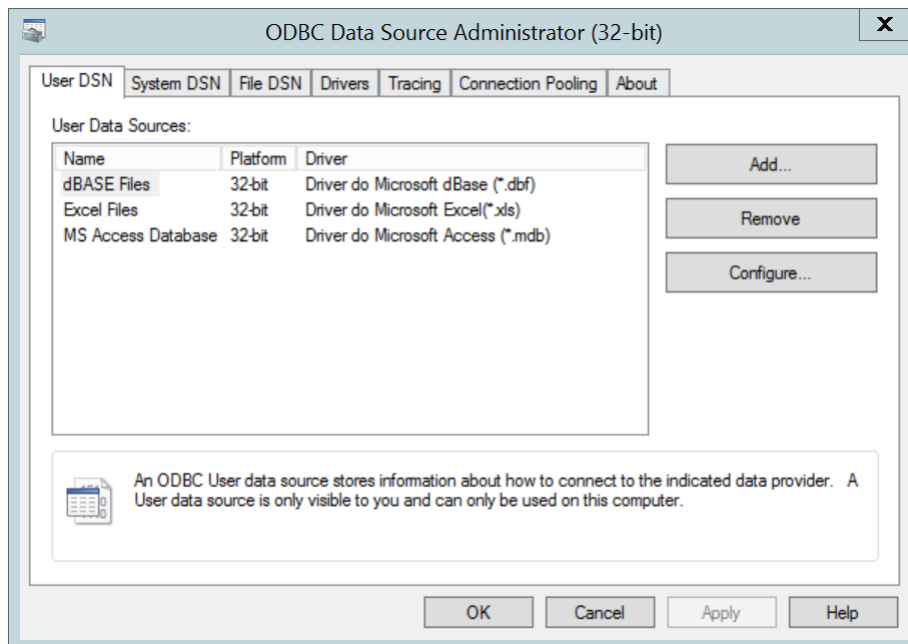 ODBC Data Source Administrator (32-bit)
X
User DSN System DSN File DSN Drivers Tracing Connection Pooling About
User Data Sources:
Name Platform Driver
dBASE Files 32-bit Driver do Microsoft dBase (*.dbf)
Excel Files 32-bit Driver do Microsoft Excel(*.xls)
MS Access Database 32-bit Driver do Microsoft Access (*.mdb)
Add...
Remove
Configure...
An ODBC User data source stores information about how to connect to the indicated data provider. A
User data source is only visible to you and can only be used on this computer.
OK Cancel Apply Help